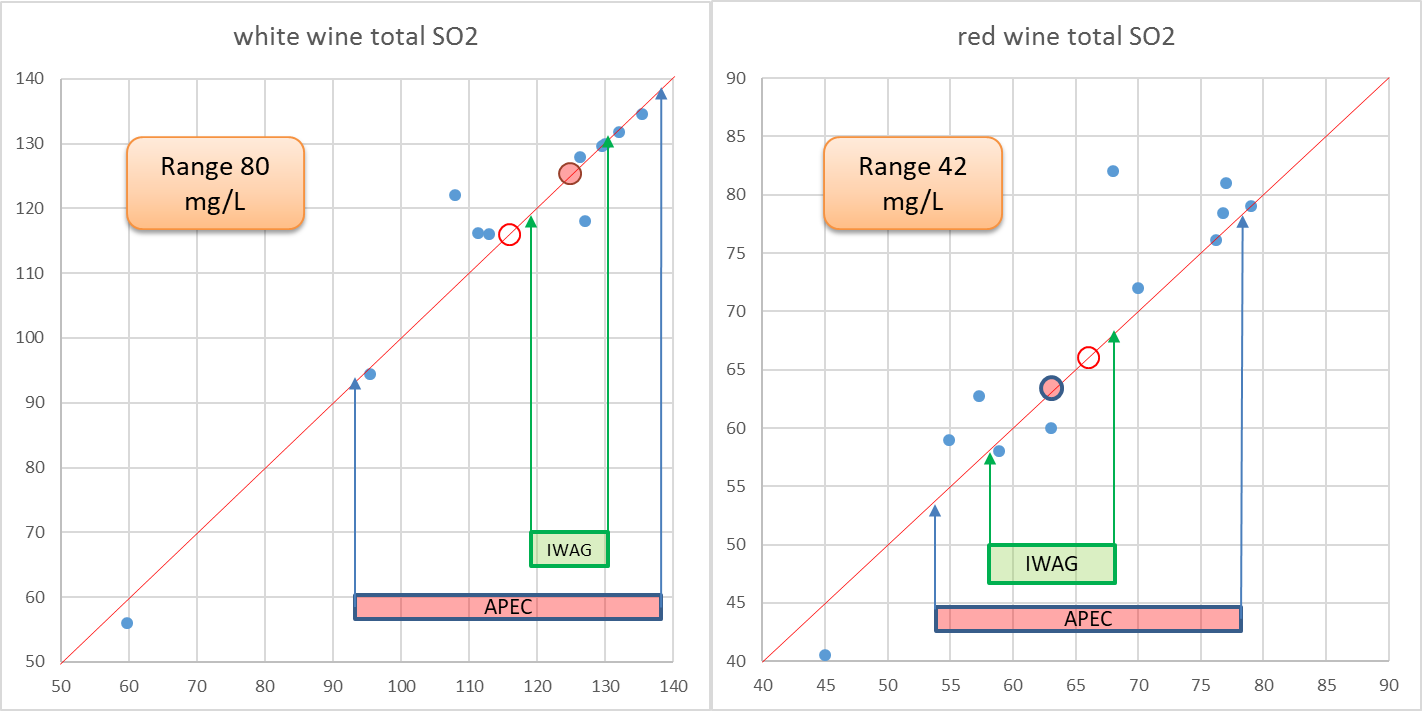 white wine total SO2
140
130
120
110
100
90
80
70
60
50
50 60 70 80 90 100 110 120 130 140
Range 80
mg/L
IWAG
APEC
red wine total SO2
90
85
80
75
70
65
60
55
50
45
40
40 45 50 55 60 65 70 75 80 85 90
Range 42
mg/L
IWAG
APEC